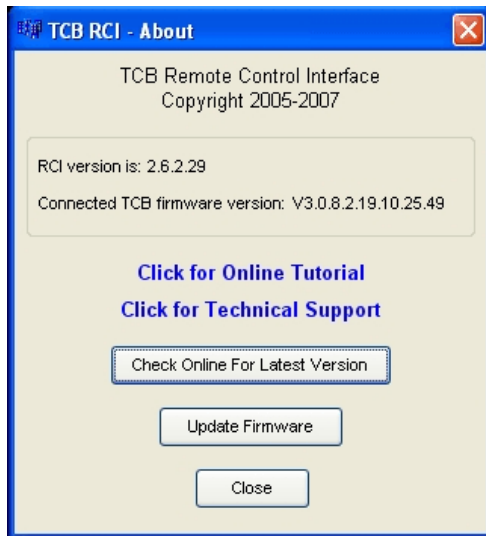 TCB RCI - About
TCB Remote Control Interface
Copyright 2005-2007
RCI version is: 2.6.2.29
Connected TCB firmware version: V3.0.8.2.19.10.25.49
Click for Online Tutorial
Click for Technical Support
Check Online For Latest Version
Update Firmware
Close